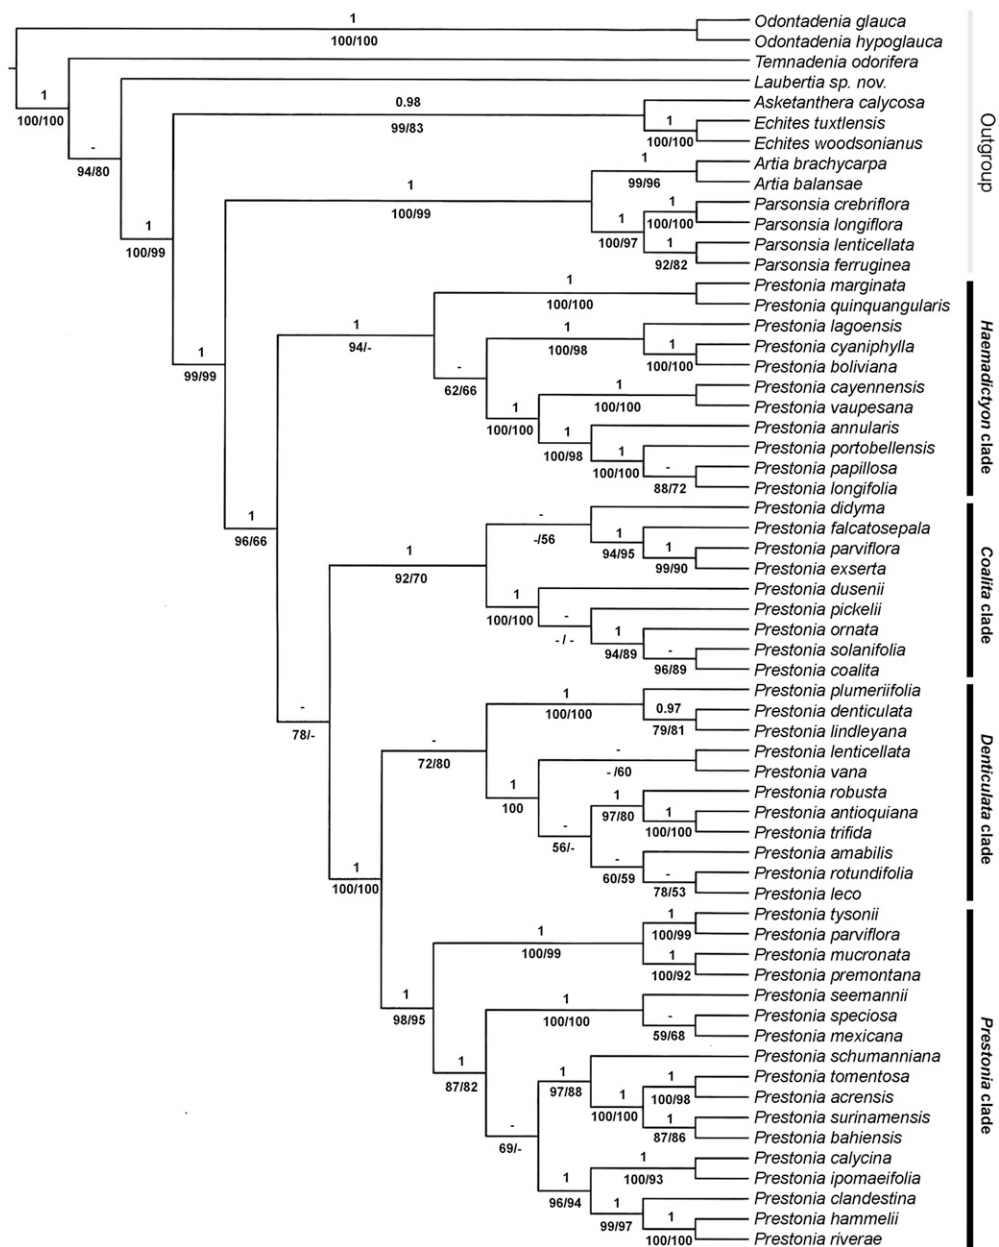 1
100/100
Odontadenia glauca
Odontadenia hypoglauca
Temnadenia odorifera
1
100/100
Laubertia sp. nov.
-
94/80
0.98
99/83
Asketanthera calycosa
1
100/100
Echites tuxtlensis
Echites woodsonianus
1
100/99
1
100/99
1
99/96
Artia brachycarpa
Artia balansae
1
100/97
1
100/100
Parsonsia crebriflora
Parsonsia longiflora
1
92/82
Parsonsia lenticellata
Parsonsia ferruginea
Outgroup
1
99/99
1
94/-
1
100/100
Prestonia marginata
Prestonia quinquangularis
-
62/66
1
100/98
Prestonia lagoensis
1
100/100
Prestonia cyaniphylla
Prestonia boliviana
1
100/100
1
100/100
Prestonia cayennensis
Prestonia vaupesana
1
100/98
Prestonia annularis
1
100/100
Prestonia portobellensis
-
88/72
Prestonia papillosa
Prestonia longifolia
Haemadictyon clade
1
96/66
1
92/70
-
-/56
Prestonia didyma
1
94/95
Prestonia falcatosepala
1
99/90
Prestonia parviflora
Prestonia exserta
1
100/100
Prestonia dusenii
-
- / -
Prestonia pickelii
1
94/89
Prestonia ornata
-
96/89
Prestonia solanifolia
Prestonia coalita
Coalita clade
-
78/-
-
72/80
1
100/100
Prestonia plumeriifolia
0.97
79/81
Prestonia denticulata
Prestonia lindleyana
1
100
-
- /60
Prestonia lenticellata
Prestonia vana
-
56/-
1
97/80
Prestonia robusta
1
100/100
Prestonia antioquiana
Prestonia trifida
-
60/59
Prestonia amabilis
-
78/53
Prestonia rotundifolia
Prestonia leco
Denticulata clade
1
100/100
1
98/95
1
100/99
1
100/99
Prestonia tysonii
Prestonia parviflora
1
100/92
Prestonia mucronata
Prestonia premontana
1
87/82
1
100/100
Prestonia seemannii
-
59/68
Prestonia speciosa
Prestonia mexicana
-
69/-
1
97/88
Prestonia schumanniana
1
100/100
1
100/98
Prestonia tomentosa
Prestonia acrensis
1
87/86
Prestonia surinamensis
Prestonia bahiensis
1
96/94
1
100/93
Prestonia calycina
Prestonia ipomaeifolia
1
99/97
Prestonia clandestina
1
100/100
Prestonia hammelii
Prestonia riverae
Prestonia clade